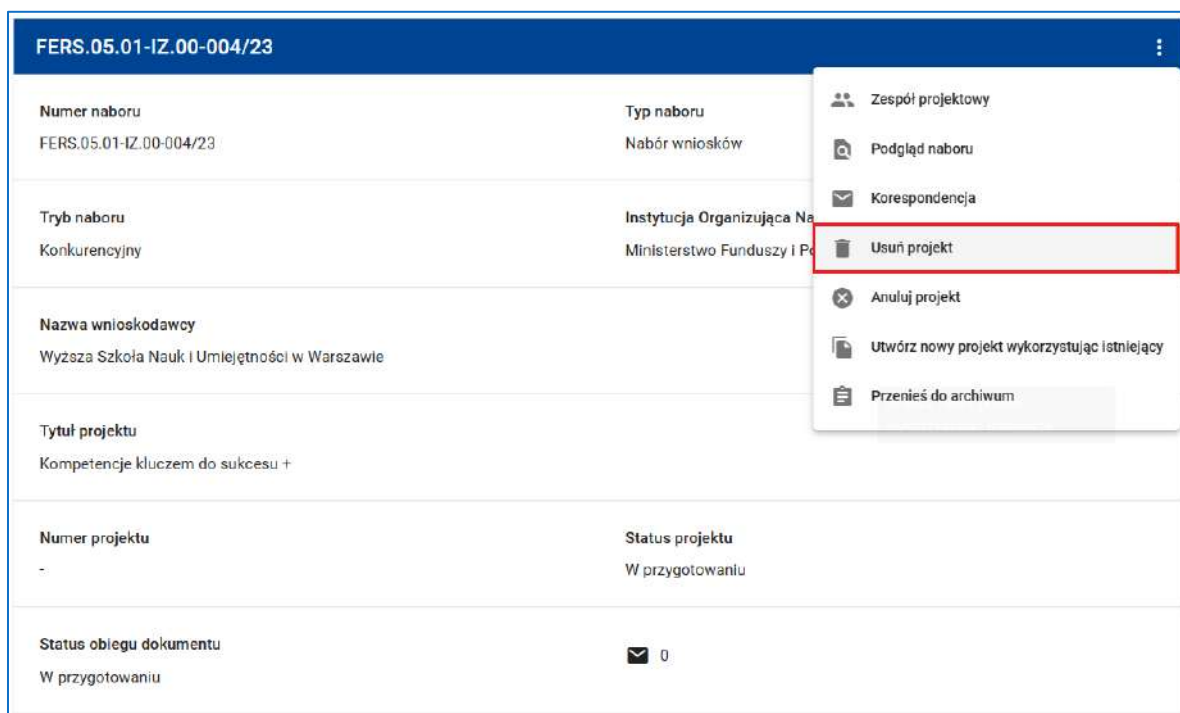 FERS.05.01-IZ.00-004/23
Numer naboru
FERS.05.01-IZ.00-004/23
Typ naboru
Nabór wniosków
Zespół projektowy
Podgląd naboru
Korespondencja
Usuń projekt
Anuluj projekt
Utwórz nowy projekt wykorzystując istniejący
Przenieś do archiwum
Tryb naboru
Konkurencyjny
Instytucja Organizująca Na
Ministerstwo Funduszy i Po
Nazwa wnioskodawcy
Wyższa Szkoła Nauk i Umiejętności w Warszawie
Tytuł projektu
Kompetencje kluczem do sukcesu +
Numer projektu
-
Status projektu
W przygotowaniu
Status obiegu dokumentu
W przygotowaniu
0